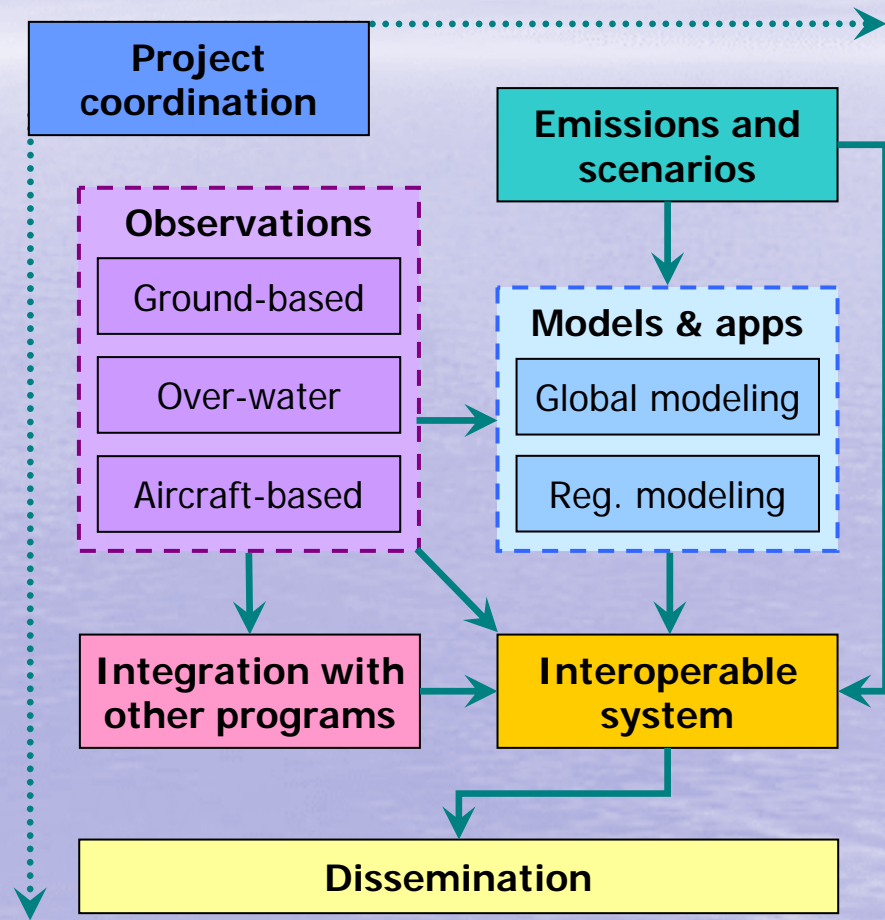 Project
coordination
Emissions and
scenarios
Observations
Ground-based
Over-water
Aircraft-based
Models & apps
Global modeling
Reg. modeling
Integration with
other programs
Interoperable
system
Dissemination